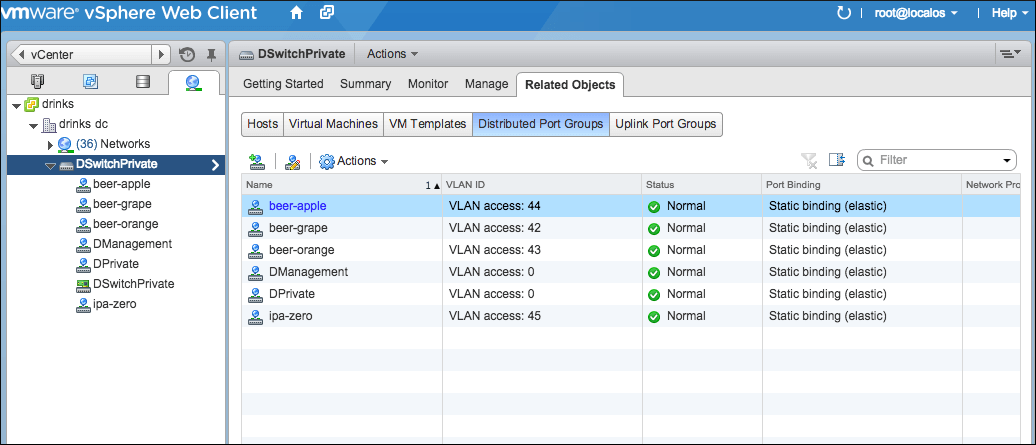 vmware® vSphere Web Client
root@localos
Help
vCenter
DSwitchPrivate
Actions
Getting Started
Summary
Monitor
Manage
Related Objects
drinks
drinks dc
(36) Networks
DSwitchPrivate
beer-apple
beer-grape
beer-orange
DManagement
DPrivate
DSwitchPrivate
ipa-zero
Hosts
Virtual Machines
VM Templates
Distributed Port Groups
Uplink Port Groups
Actions
Filter
Name 1 VLAN ID Status Port Binding Network Pro
beer-apple VLAN access: 44 Normal Static binding (elastic)
beer-grape VLAN access: 42 Normal Static binding (elastic)
beer-orange VLAN access: 43 Normal Static binding (elastic)
DManagement VLAN access: 0 Normal Static binding (elastic)
DPrivate VLAN access: 0 Normal Static binding (elastic)
ipa-zero VLAN access: 45 Normal Static binding (elastic)